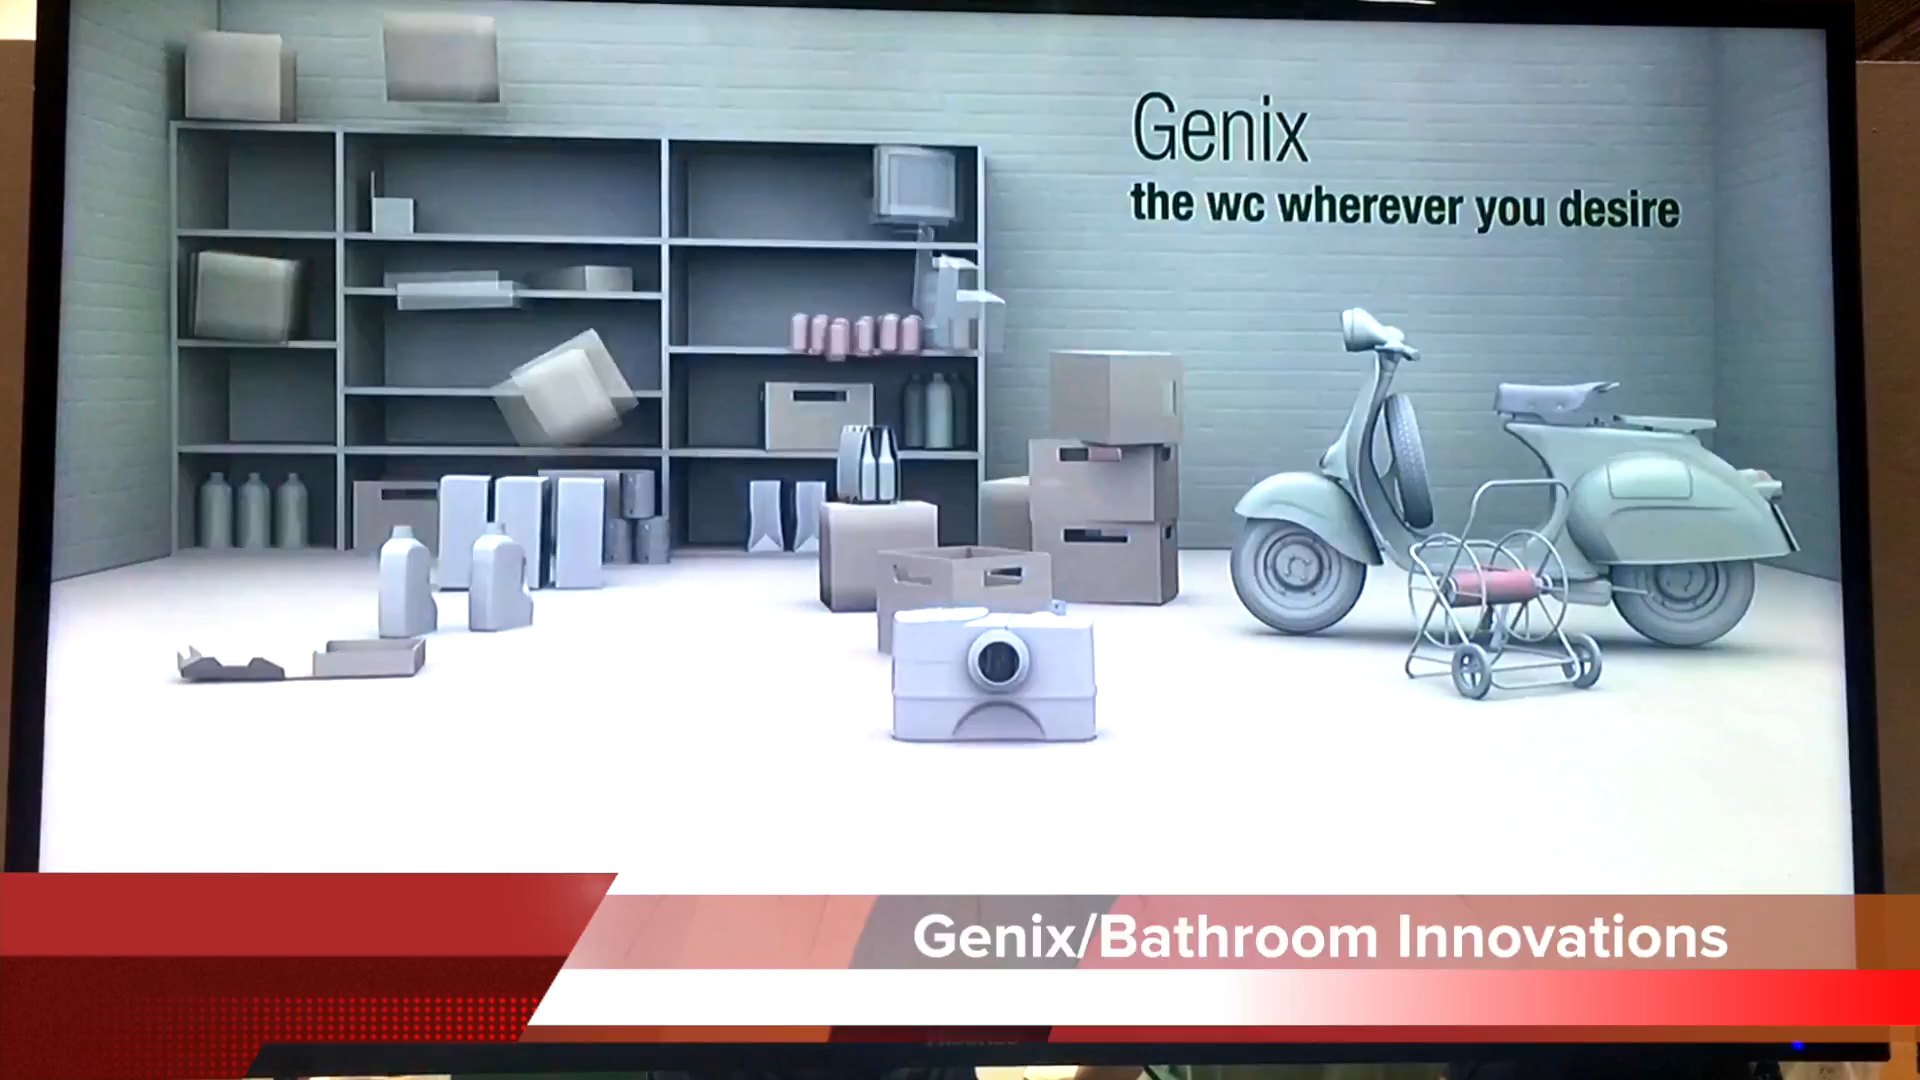 Genix
the wc wherever you desire
Genix/Bathroom Innovations